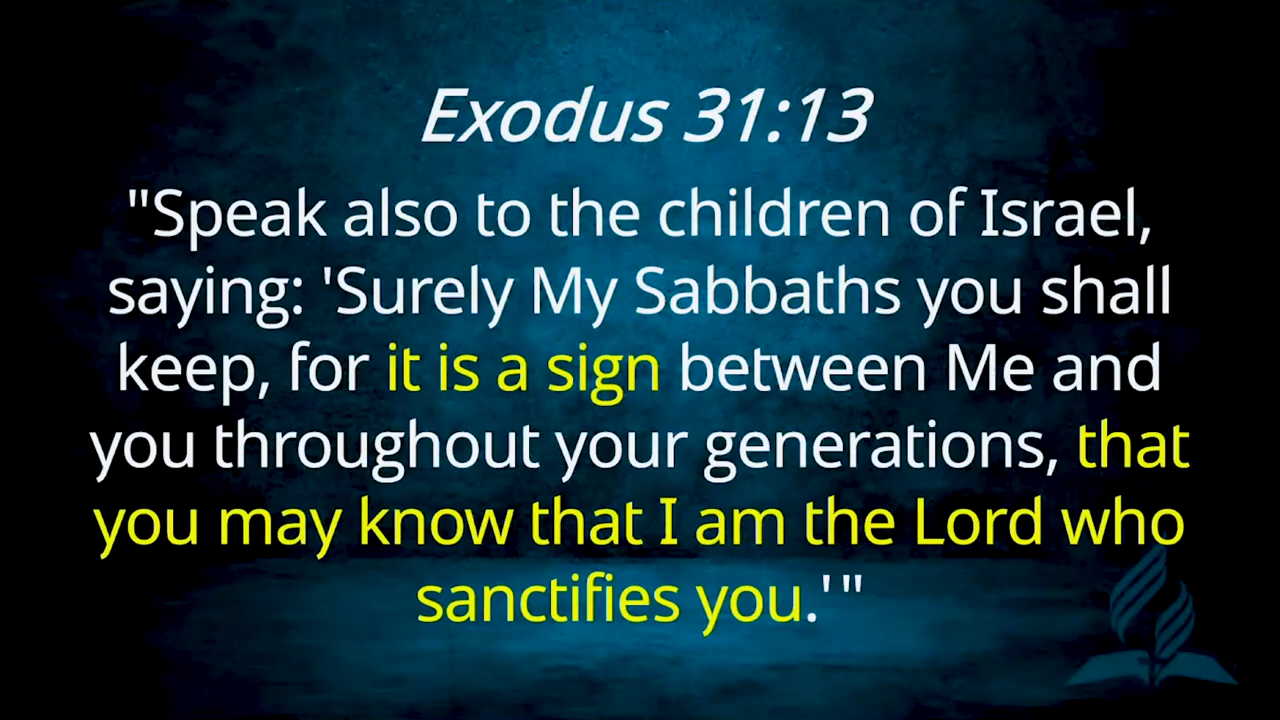 Exodus 31:13
"Speak also to the children of Israel,
saying: 'Surely My Sabbaths you shall
keep, for it is a sign between Me and
you throughout your generations, that
you may know that I am the Lord who
sanctifies you.'"